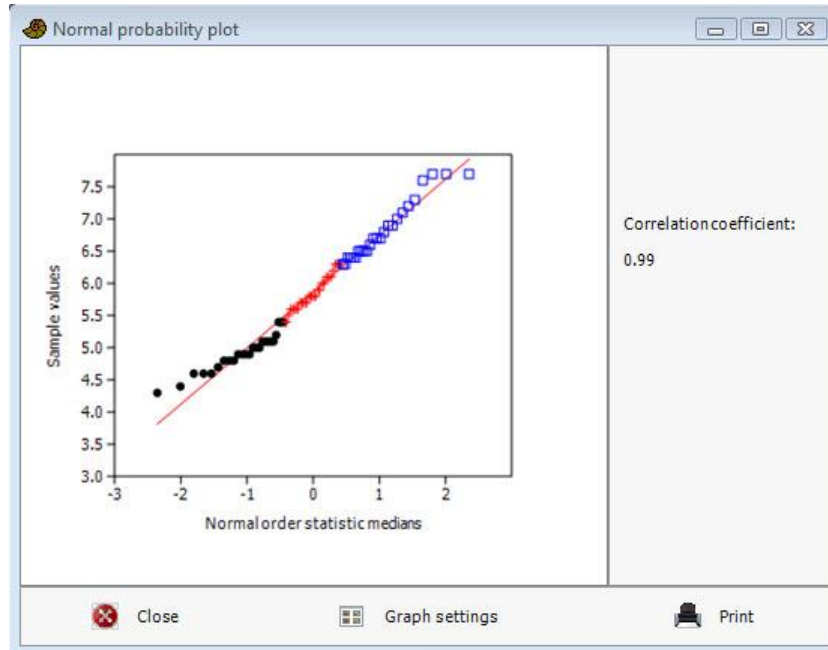 Normal probability plot
7.5
7.0
6.5
6.0
5.5
5.0
4.5
4.0
3.5
3.0
Sample values
-3 -2 -1 0 1 2
Normal order statistic medians
Correlation coefficient:
0.99
Close Graph settings Print